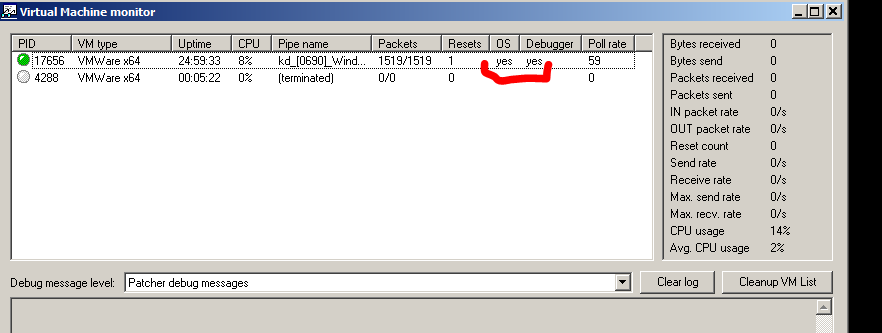 Virtual Machine monitor
PID VM type Uptime CPU Pipe name Packets Resets OS Debugger Poll rate
17656 VMWare x64 24:59:33 8% kd_[0690]_Wind... 1519/1519 1 yes yes 59
4288 VMWare x64 00:05:22 0% (terminated) 0/0 0 0
Bytes received 0
Bytes send 0
Packets received 0
Packets sent 0
IN packet rate 0/s
OUT packet rate 0/s
Reset count 0
Send rate 0/s
Receive rate 0/s
Max. send rate 0/s
Max. recv. rate 0/s
CPU usage 14%
Avg. CPU usage 2%
Debug message level: Patcher debug messages Clear log Cleanup VM List